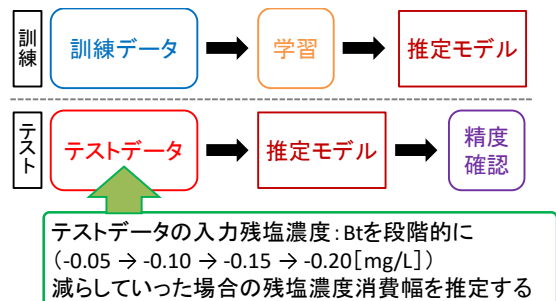 訓練
訓練データ
学習
推定モデル
テスト
テストデータ
推定モデル
精度
確認
テストデータの入力残塩濃度:Btを段階的に
(-0.05 → -0.10 → -0.15 → -0.20[mg/L])
減らしていった場合の残塩濃度消費幅を推定する